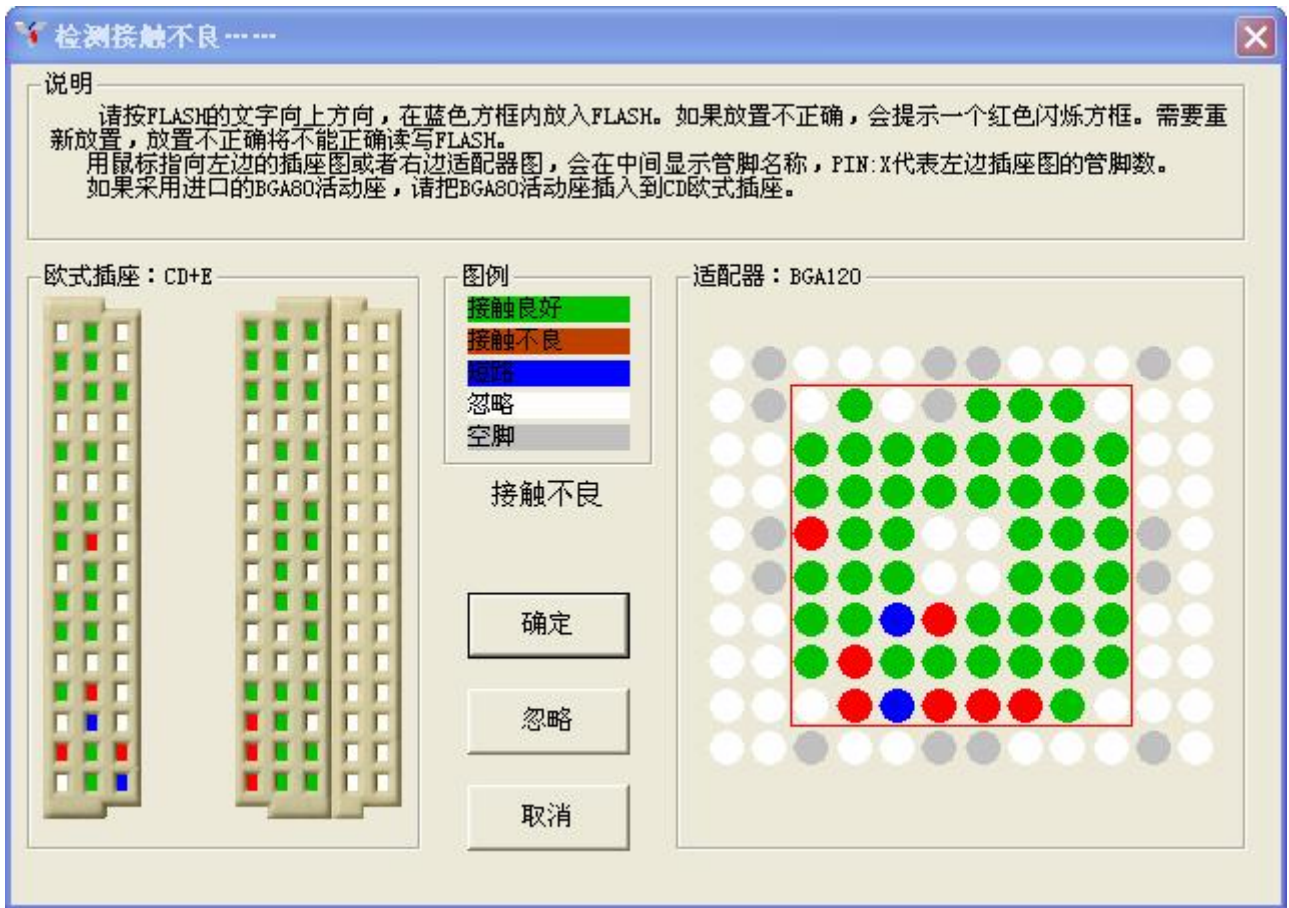 检测接触不良……
说明
请按FLASH的文字向上方向，在蓝色方框内放入FLASH。如果放置不正确，会提示一个红色闪烁方框。需要重
新放置，放置不正确将不能正确读写FLASH。
用鼠标指向左边的插座图或者右边适配器图，会在中间显示管脚名称，PIN:X代表左边插座图的管脚数。
如果采用进口的BGA80活动座，请把BGA80活动座插入到CD欧式插座。
欧式插座：CD+E
图例
适配器：BGA120
接触良好
接触不良
短路
忽略
空脚
接触不良
确定
忽略
取消